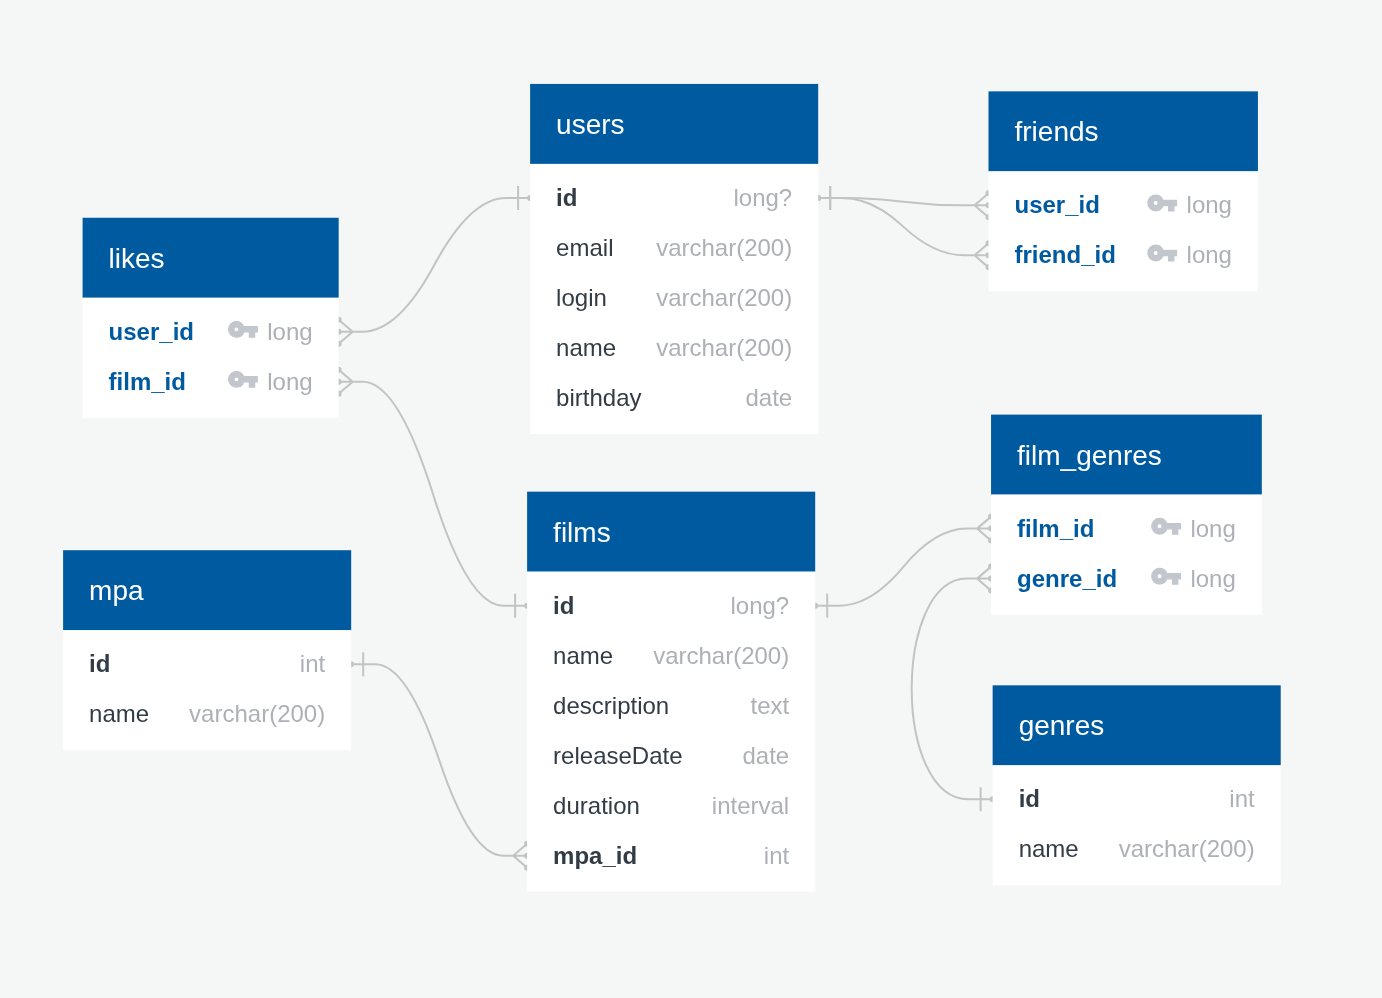 users
id long?
email varchar(200)
login varchar(200)
name varchar(200)
birthday date
friends
user_id long
friend_id long
likes
user_id long
film_id long
film_genres
film_id long
genre_id long
films
id long?
name varchar(200)
description text
releaseDate date
duration interval
mpa_id int
mpa
id int
name varchar(200)
genres
id int
name varchar(200)